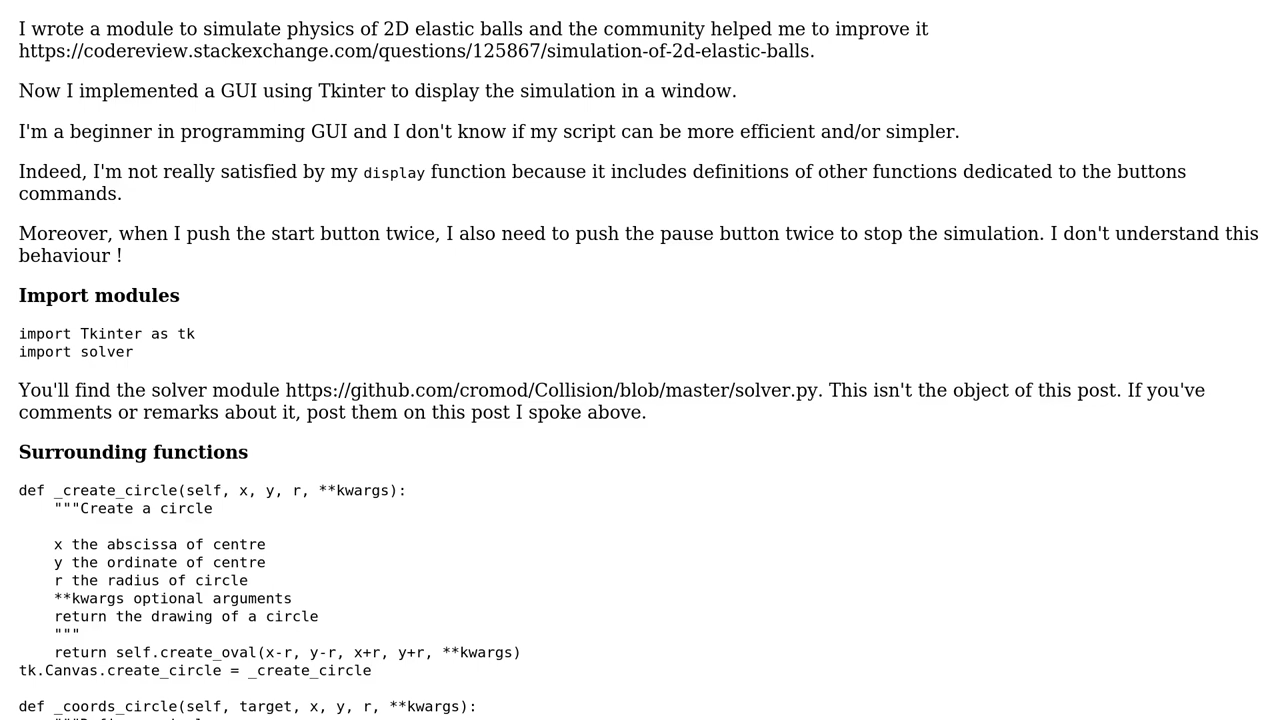 I wrote a module to simulate physics of 2D elastic balls and the community helped me to improve it
https://codereview.stackexchange.com/questions/125867/simulation-of-2d-elastic-balls.
Now I implemented a GUI using Tkinter to display the simulation in a window.
I'm a beginner in programming GUI and I don't know if my script can be more efficient and/or simpler.
Indeed, I'm not really satisfied by my display function because it includes definitions of other functions dedicated to the buttons
commands.
Moreover, when I push the start button twice, I also need to push the pause button twice to stop the simulation. I don't understand this
behaviour !
Import modules
import Tkinter as tk
import solver
You'll find the solver module https://github.com/cromod/Collision/blob/master/solver.py. This isn't the object of this post. If you've
comments or remarks about it, post them on this post I spoke above.
Surrounding functions
def _create_circle(self, x, y, r, **kwargs):
    """Create a circle
    x the abscissa of centre
    y the ordinate of centre
    r the radius of circle
    **kwargs optional arguments
    return the drawing of a circle
    """
    return self.create_oval(x-r, y-r, x+r, y+r, **kwargs)
tk.Canvas.create_circle = _create_circle
def _coords_circle(self, target, x, y, r, **kwargs):